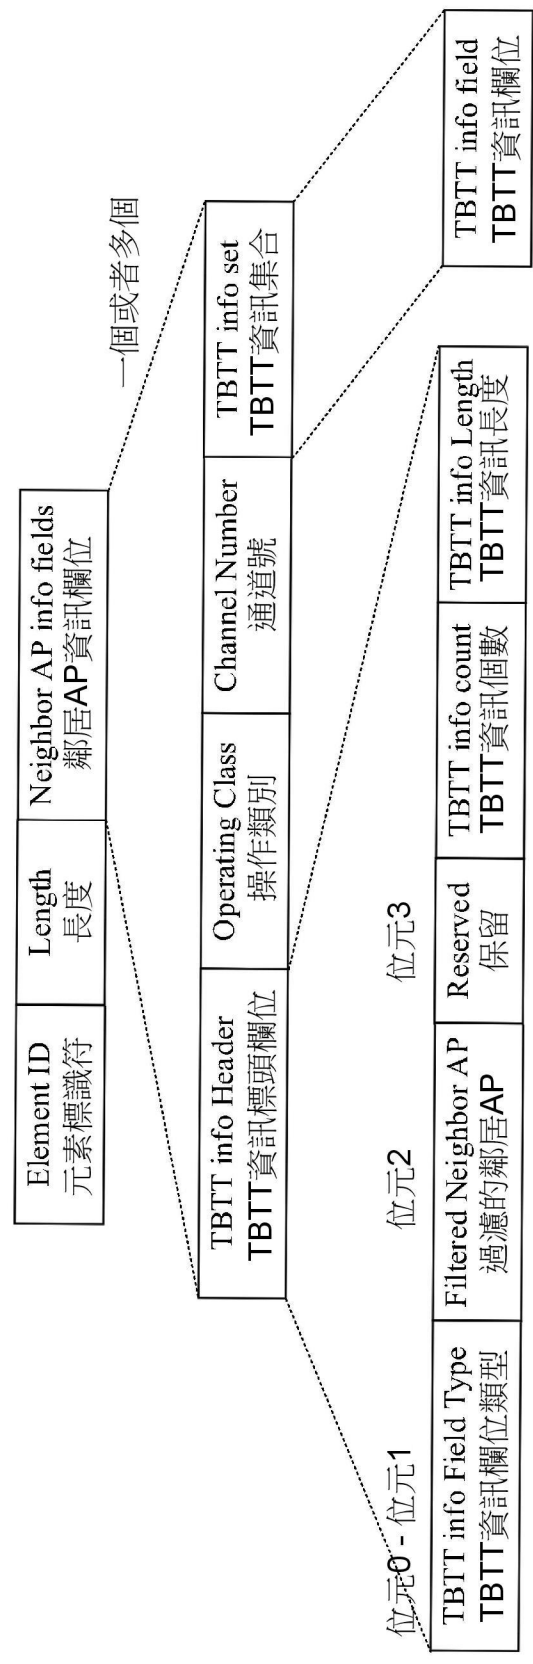 Element ID
元素標識符
Length
長度
Neighbor AP info fields
鄰居AP資訊欄位
一個或者多個
TBTT info Header
TBTT資訊標頭欄位
Operating Class
操作類別
Channel Number
通道號
TBTT info set
TBTT資訊集合
位元0 - 位元1
位元2
位元3
TBTT info Field Type
TBTT資訊欄位類型
Filtered Neighbor AP
過濾的鄰居AP
Reserved
保留
TBTT info count
TBTT資訊個數
TBTT info Length
TBTT資訊長度
TBTT info field
TBTT資訊欄位